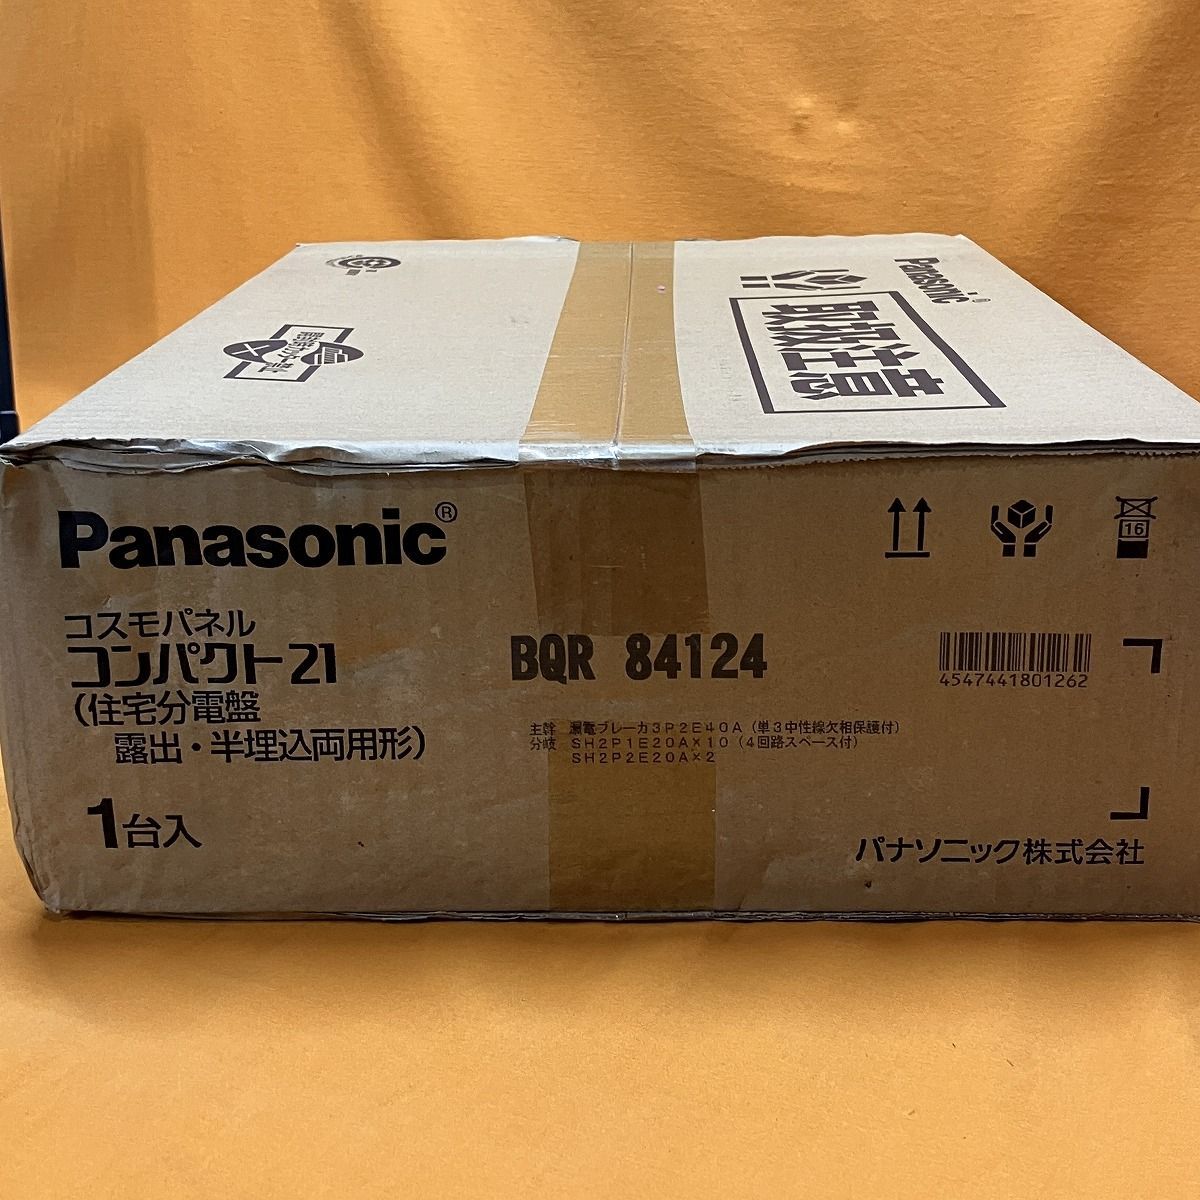 Panasonic®
取扱注意
Panasonic®
コスモパネル
コンパクト21
(住宅分電盤
露出・半埋込両用形)
1台入
BQR 84124
主幹 漏電ブレーカ3P2E40A(単3中性線欠相保護付)
分岐 SH2P1E20A×10(4回路スペース付)
SH2P2E20A×2
16
4547441801262
パナソニック株式会社